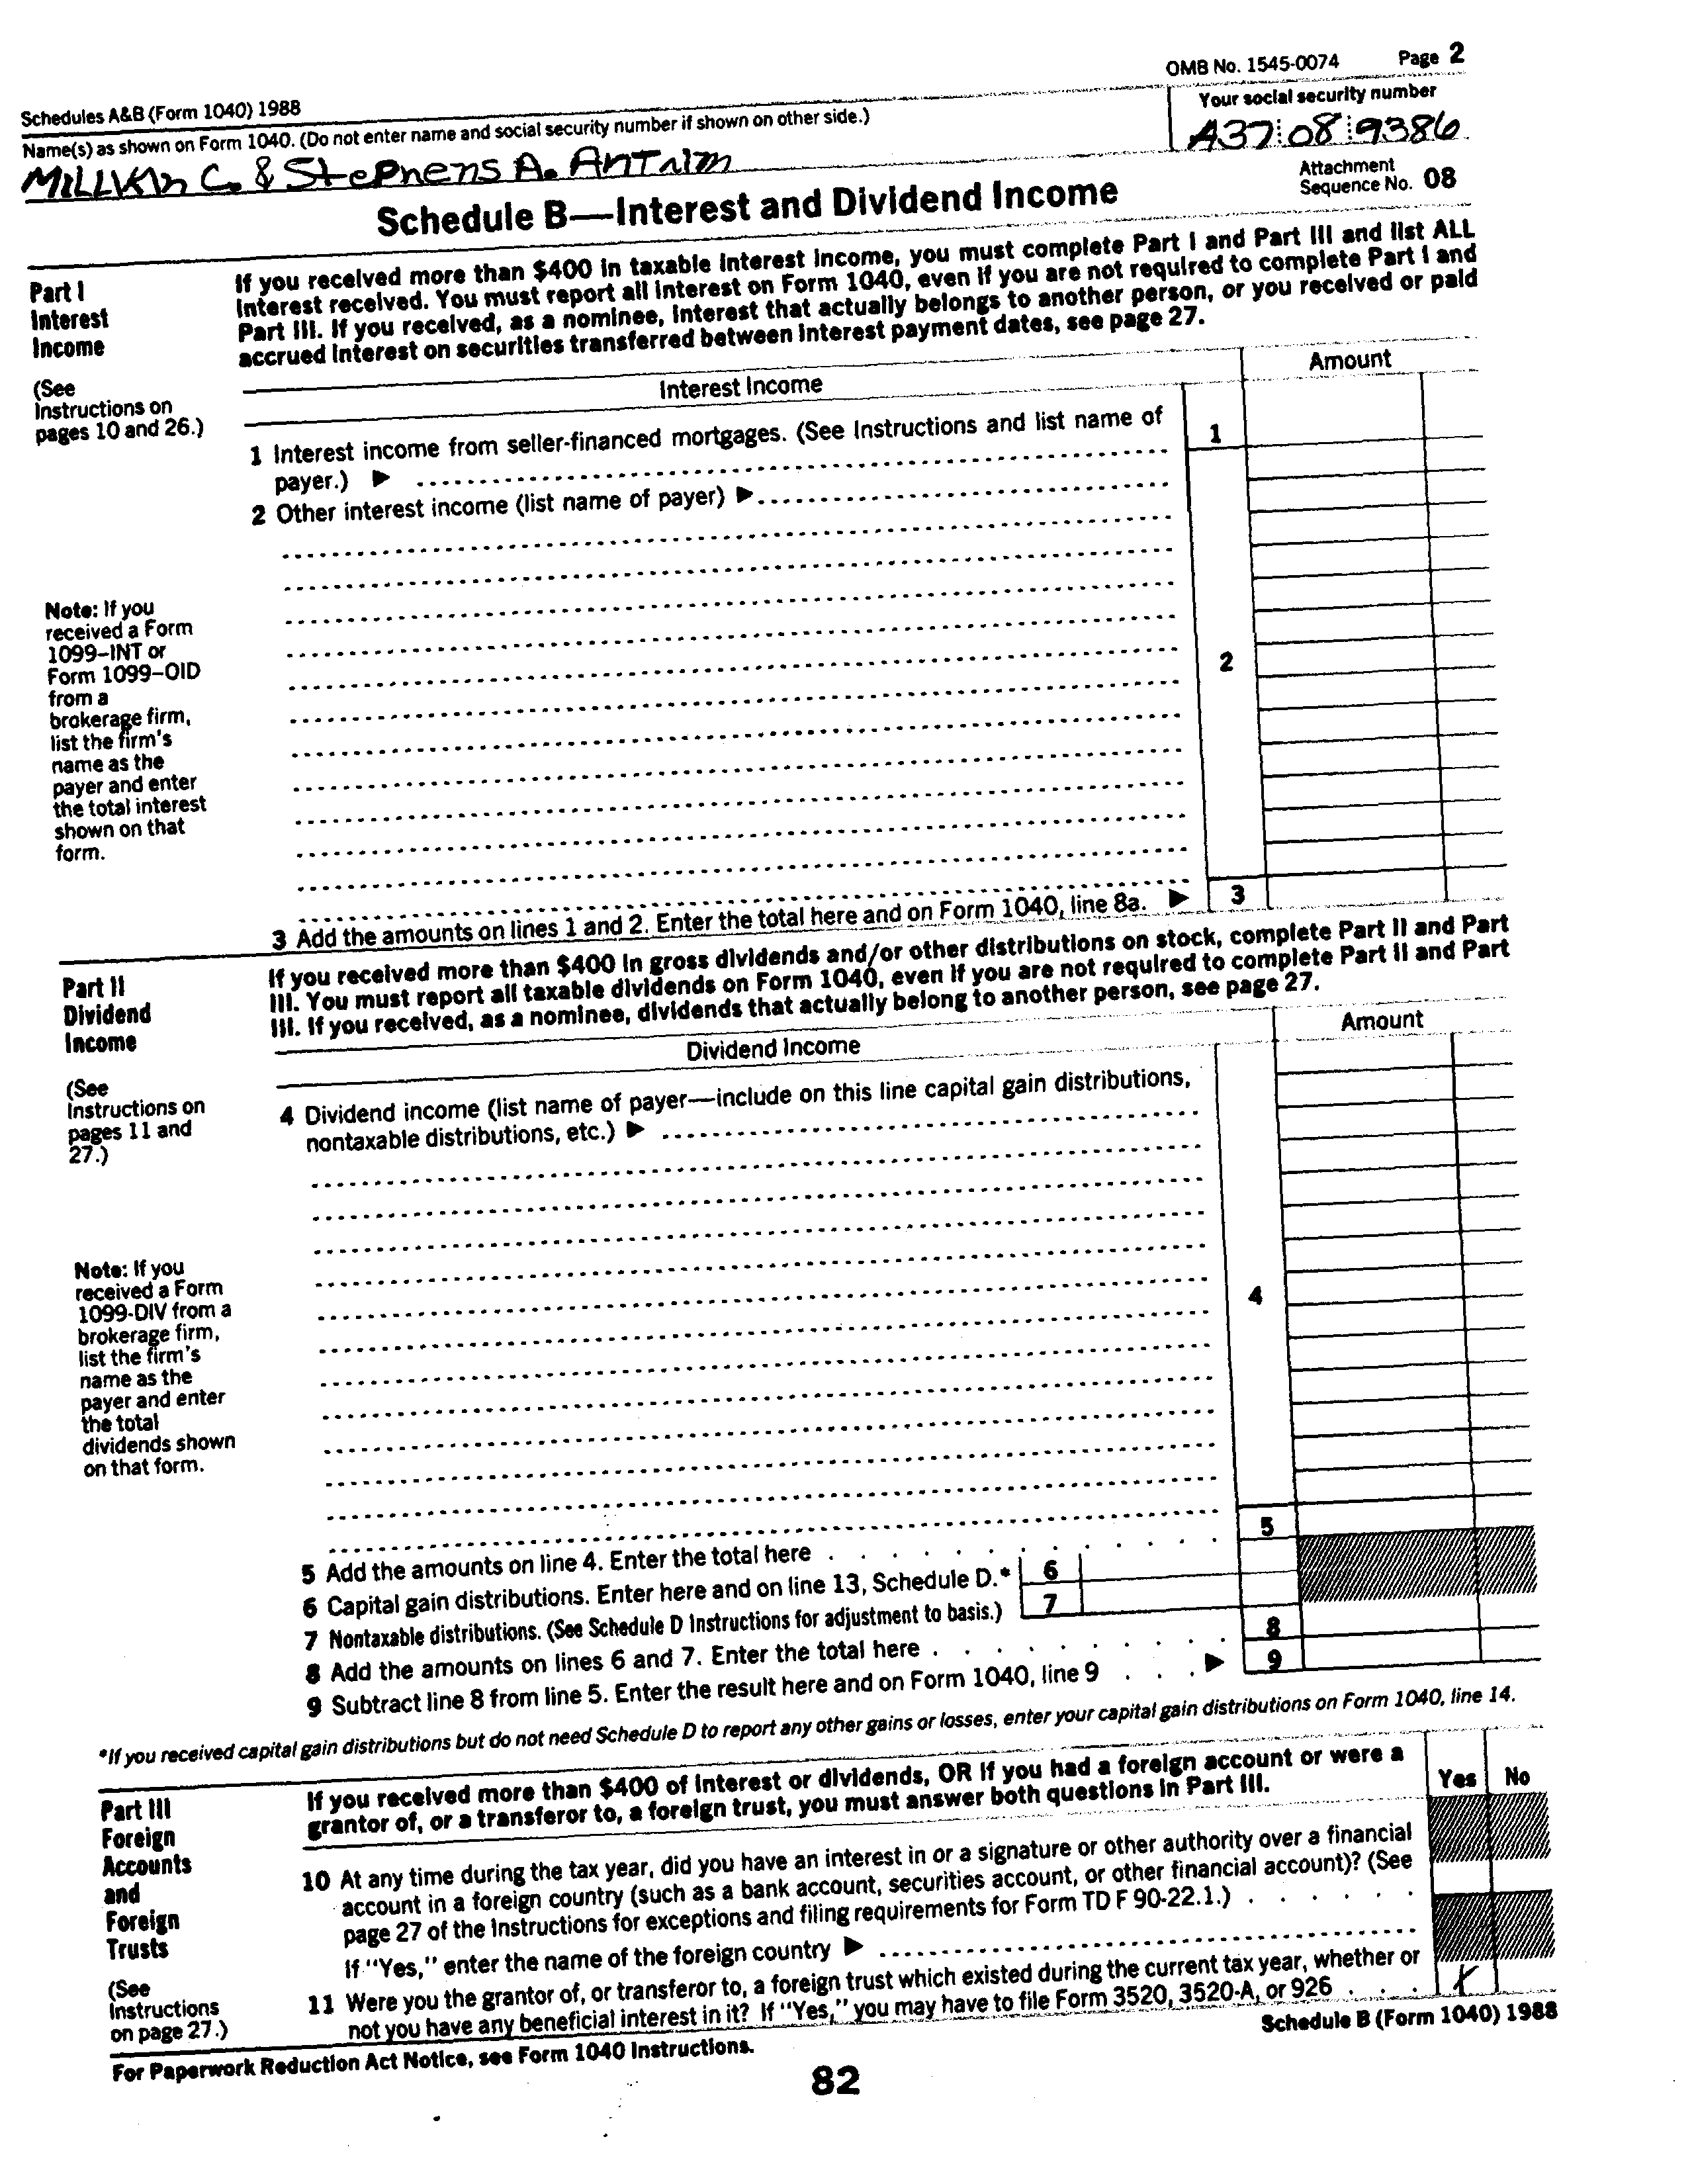 OMB No. 1545-0074 Page 2
Schedules A&B (Form 1040) 1988
Name(s) as shown on Form 1040. (Do not enter name and social security number if shown on other side.)
Your social security number
MILLVKin C. & StePhens A. AnTrim
A37 08 9386
Schedule B—Interest and Dividend Income
Attachment
Sequence No. 08
Part I
Interest
Income
(See
Instructions on
pages 10 and 26.)
If you received more than $400 in taxable interest income, you must complete Part I and Part III and list ALL
interest received. You must report all interest on Form 1040, even if you are not required to complete Part I and
Part III. If you received, as a nominee, interest that actually belongs to another person, or you received or paid
accrued interest on securities transferred between interest payment dates, see page 27.
Interest Income
Amount
1 Interest income from seller-financed mortgages. (See Instructions and list name of
payer.) ▶
1
2 Other interest income (list name of payer) ▶
Note: If you
received a Form
1099–INT or
Form 1099–OID
from a
brokerage firm,
list the firm's
name as the
payer and enter
the total interest
shown on that
form.
2
3 Add the amounts on lines 1 and 2. Enter the total here and on Form 1040, line 8a. ▶ 3
Part II
Dividend
Income
(See
Instructions on
pages 11 and
27.)
If you received more than $400 in gross dividends and/or other distributions on stock, complete Part II and Part
III. You must report all taxable dividends on Form 1040, even if you are not required to complete Part II and Part
III. If you received, as a nominee, dividends that actually belong to another person, see page 27.
Dividend Income
Amount
4 Dividend income (list name of payer—include on this line capital gain distributions,
nontaxable distributions, etc.) ▶
Note: If you
received a Form
1099-DIV from a
brokerage firm,
list the firm's
name as the
payer and enter
the total
dividends shown
on that form.
4
5 Add the amounts on line 4. Enter the total here . . . . . . . . . . . . 5
6 Capital gain distributions. Enter here and on line 13, Schedule D.* 6
7 Nontaxable distributions. (See Schedule D Instructions for adjustment to basis.) 7
8 Add the amounts on lines 6 and 7. Enter the total here . . . . . . . . . . 8
9 Subtract line 8 from line 5. Enter the result here and on Form 1040, line 9 . . . ▶ 9
*If you received capital gain distributions but do not need Schedule D to report any other gains or losses, enter your capital gain distributions on Form 1040, line 14.
Part III
Foreign
Accounts
and
Foreign
Trusts
(See
Instructions
on page 27.)
If you received more than $400 of interest or dividends, OR if you had a foreign account or were a
grantor of, or a transferor to, a foreign trust, you must answer both questions in Part III.
Yes No
10 At any time during the tax year, did you have an interest in or a signature or other authority over a financial
account in a foreign country (such as a bank account, securities account, or other financial account)? (See
page 27 of the Instructions for exceptions and filing requirements for Form TD F 90-22.1.) . . . . . .
If "Yes," enter the name of the foreign country ▶
11 Were you the grantor of, or transferor to, a foreign trust which existed during the current tax year, whether or
not you have any beneficial interest in it? If "Yes," you may have to file Form 3520, 3520-A, or 926 . . . X
For Paperwork Reduction Act Notice, see Form 1040 Instructions.
Schedule B (Form 1040) 1988
82